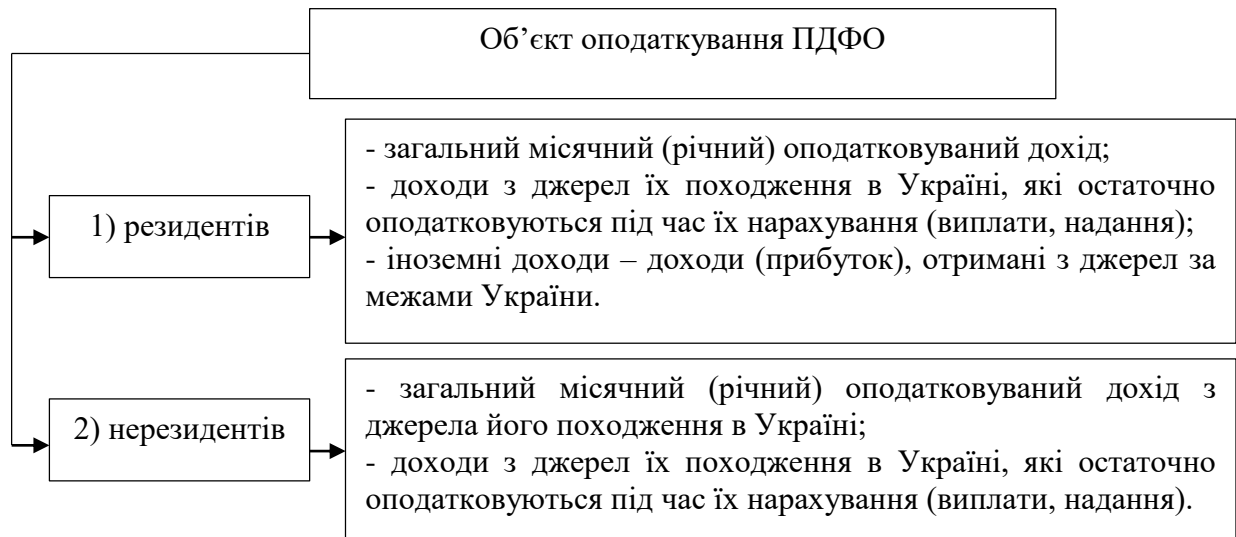 Об’єкт оподаткування ПДФО
1) резидентів
- загальний місячний (річний) оподатковуваний дохід;
- доходи з джерел їх походження в Україні, які остаточно
оподатковуються під час їх нарахування (виплати, надання);
- іноземні доходи – доходи (прибуток), отримані з джерел за
межами України.
2) нерезидентів
- загальний місячний (річний) оподатковуваний дохід з
джерела його походження в Україні;
- доходи з джерел їх походження в Україні, які остаточно
оподатковуються під час їх нарахування (виплати, надання).